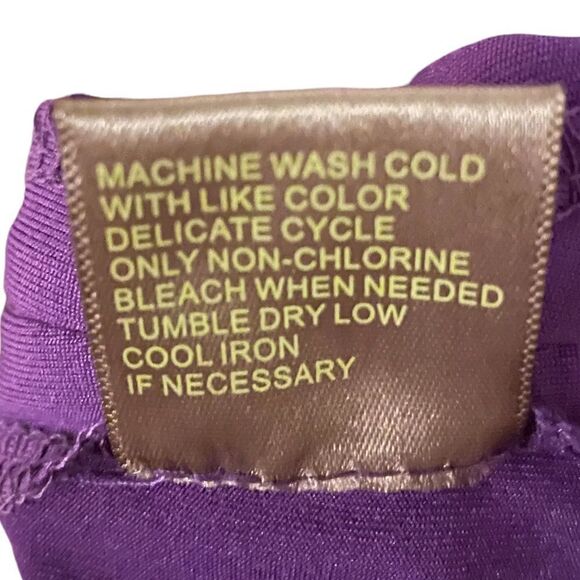 MACHINE WASH COLD
WITH LIKE COLOR
DELICATE CYCLE
ONLY NON-CHLORINE
BLEACH WHEN NEEDED
TUMBLE DRY LOW
COOL IRON
IF NECESSARY